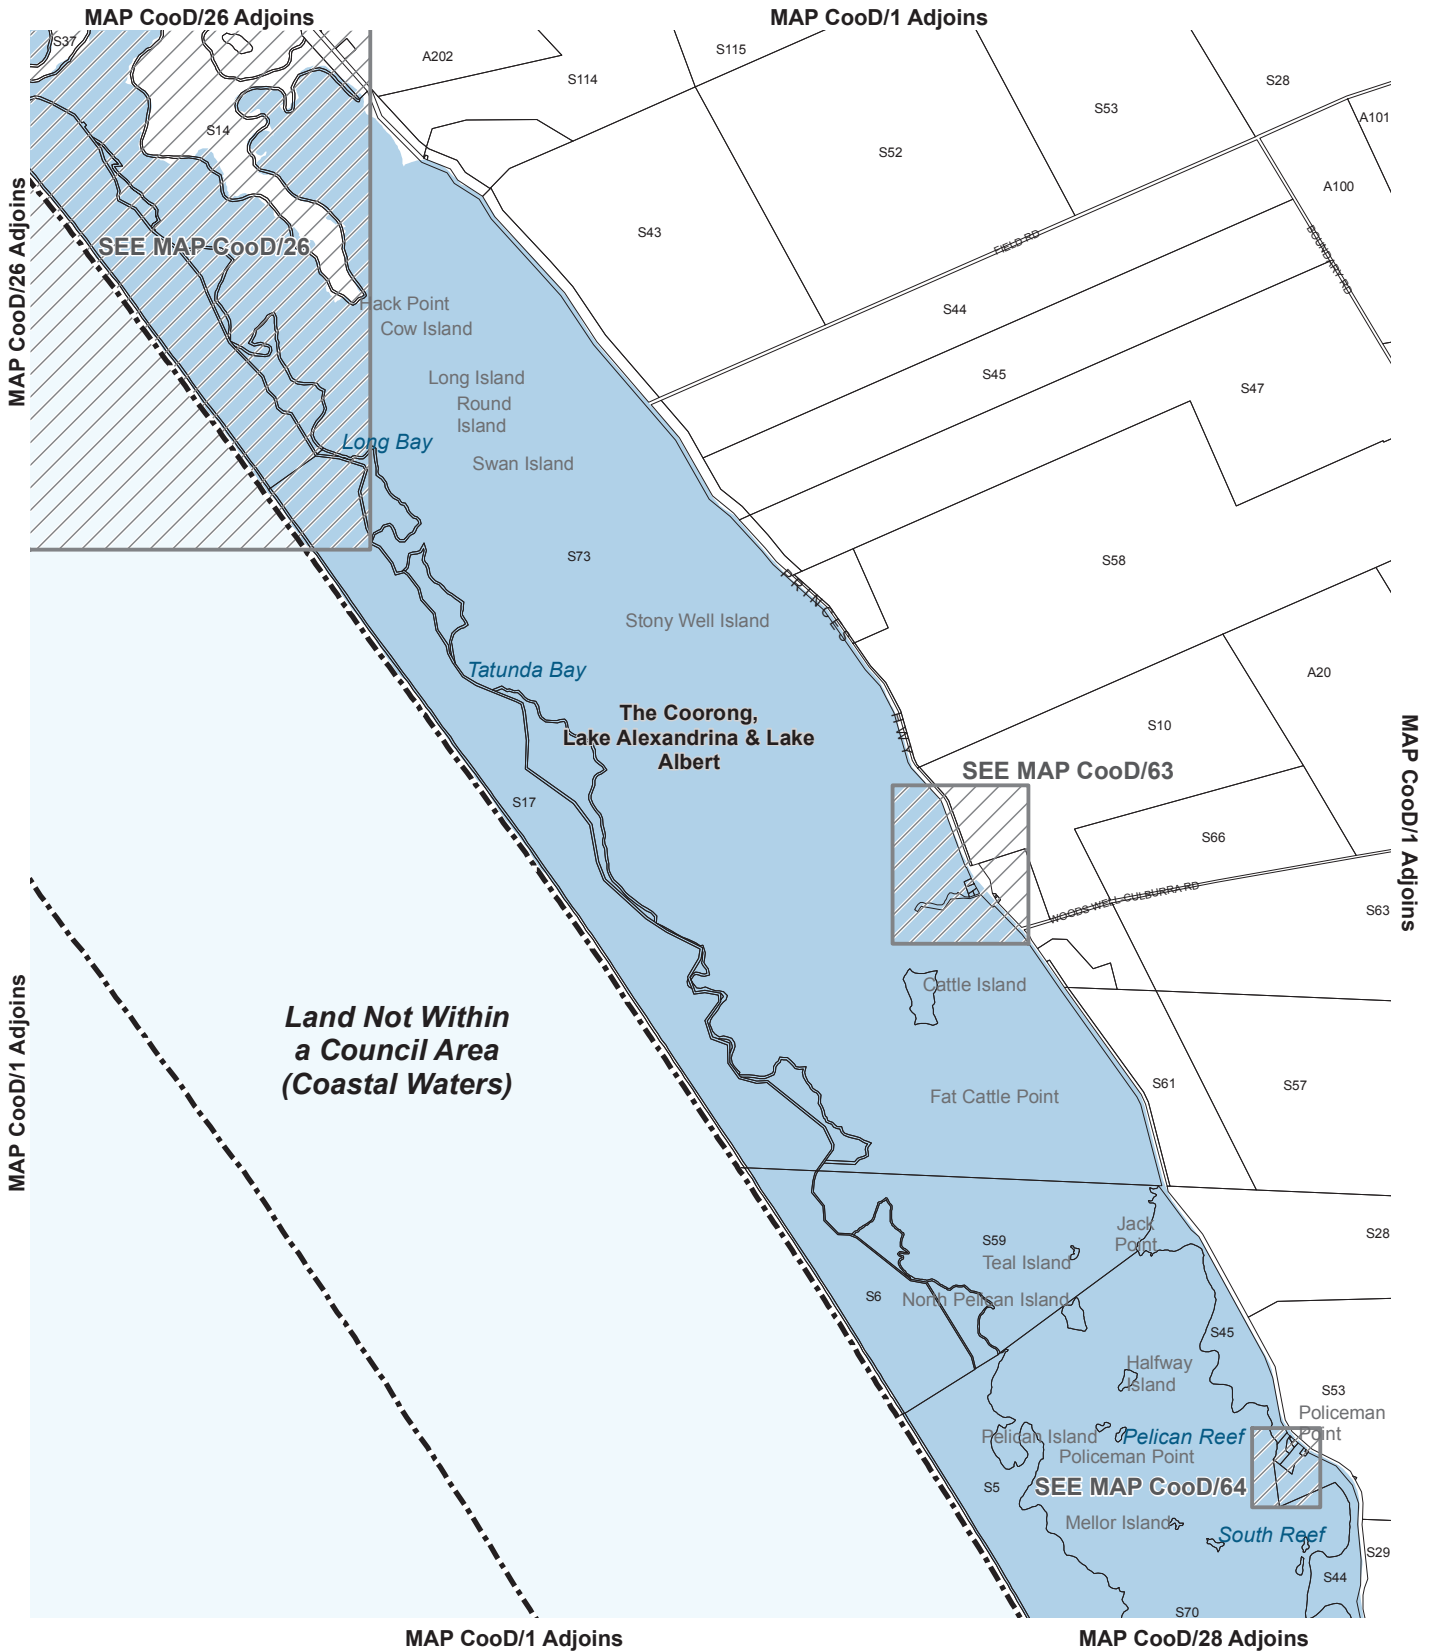 MAP CooD/26 Adjoins
MAP CooD/1 Adjoins
S37
A202
S115
S114
S28
S53
A101
S14
S52
A100
MAP CooD/26 Adjoins
S43
FIELD RD
BOUNDARY RD
SEE MAP CooD/26
Hack Point
Cow Island
S44
Long Island
Round
Island
S45
S47
Long Bay
Swan Island
S73
S58
PRINCES
HWY
Stony Well Island
Tatunda Bay
A20
The Coorong,
Lake Alexandrina & Lake
Albert
S10
SEE MAP CooD/63
MAP CooD/1 Adjoins
S17
S66
WOODS WELL CULBURRA RD
S63
Cattle Island
Land Not Within
a Council Area
(Coastal Waters)
MAP CooD/1 Adjoins
Fat Cattle Point
S61
S57
Jack
Point
S28
S59
Teal Island
S6
North Pelican Island
S45
Halfway
Island
S53
Policeman
Point
Pelican Island
Pelican Reef
Policeman Point
S5
SEE MAP CooD/64
Mellor Island
South Reef
S29
S44
S70
MAP CooD/1 Adjoins
MAP CooD/28 Adjoins